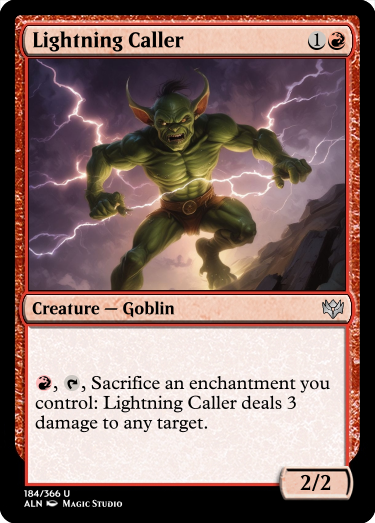 Lightning Caller 1
Creature — Goblin
, , Sacrifice an enchantment you
control: Lightning Caller deals 3
damage to any target.
2/2
184/366 U
ALN Magic Studio